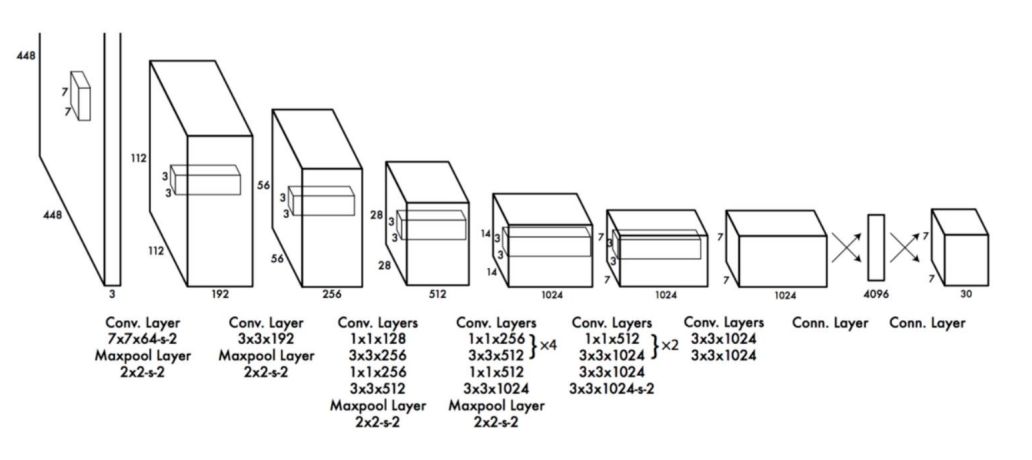 448
7
7
448
3
112
3
3
112
192
56
3
3
56
256
28
3
3
28
512
14
3
3
14
1024
7
3
3
7
1024
7
7
1024
4096
7
7
30
Conv. Layer
7x7x64-s-2
Maxpool Layer
2x2-s-2
Conv. Layer
3x3x192
Maxpool Layer
2x2-s-2
Conv. Layers
1x1x128
3x3x256
1x1x256
3x3x512
Maxpool Layer
2x2-s-2
Conv. Layers
1x1x256
3x3x512
}×4
1x1x512
3x3x1024
Maxpool Layer
2x2-s-2
Conv. Layers
1x1x512
3x3x1024
}×2
3x3x1024
3x3x1024-s-2
Conv. Layers
3x3x1024
3x3x1024
Conn. Layer
Conn. Layer